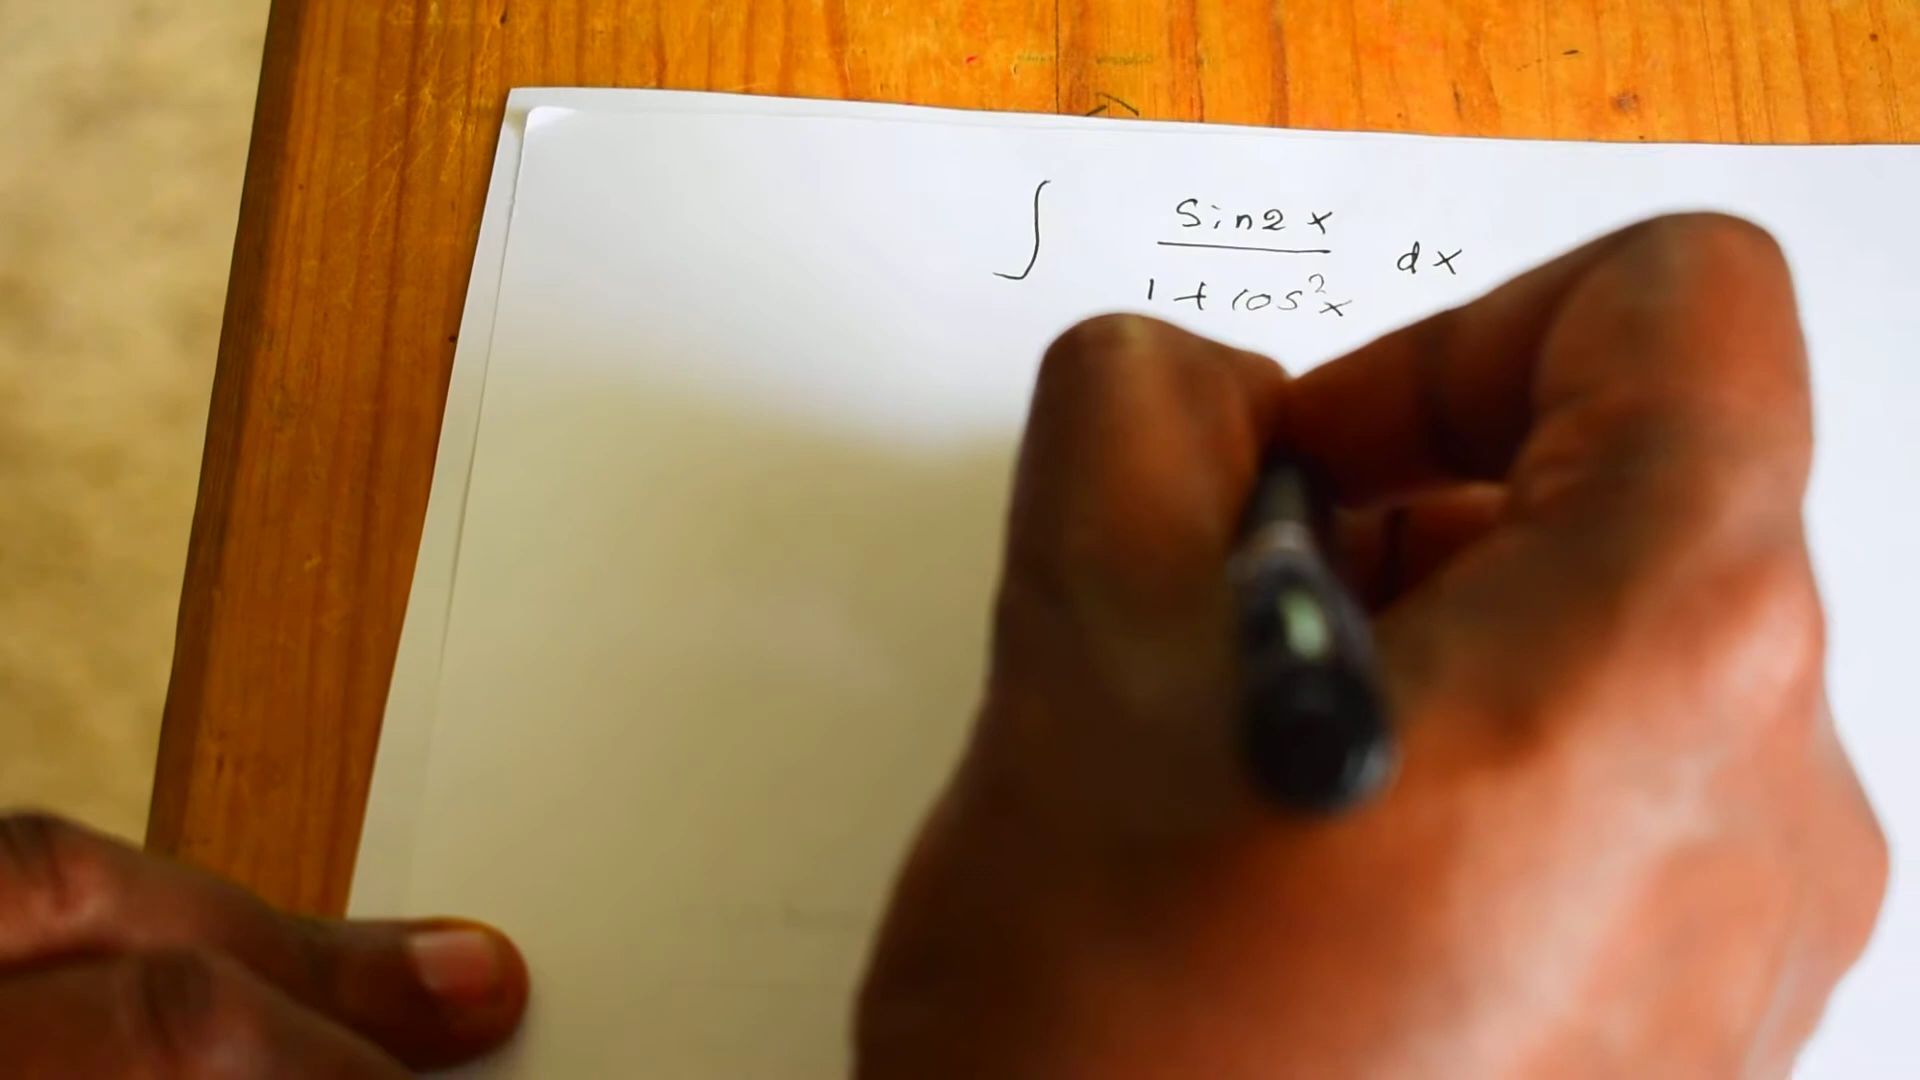 ∫ sin2x / 1 + cos²x dx